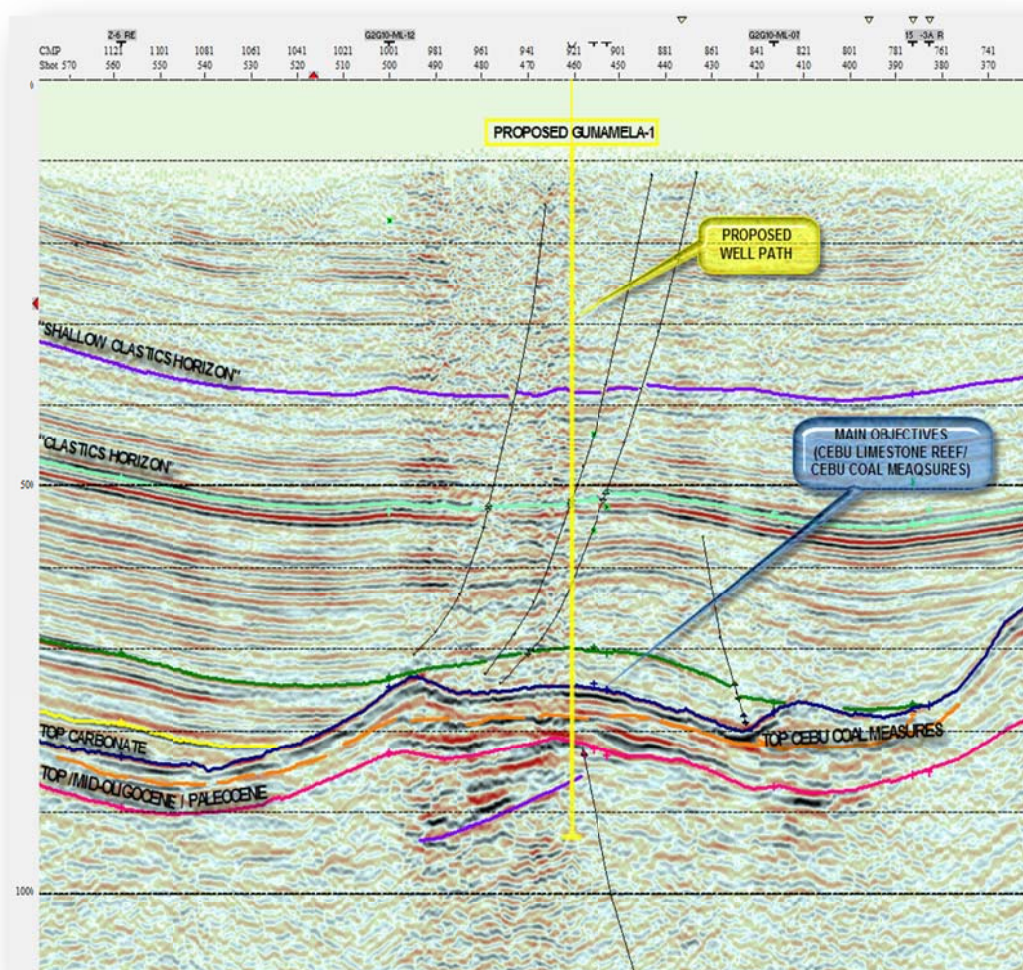 Z-6 RE G2G10-ML-12 G2G10-ML-07 15 -3A R
CMP 1121 1101 1081 1061 1041 1021 1001 981 961 941 921 901 881 861 841 821 801 781 761 741
Shot 570 560 550 540 530 520 510 500 490 480 470 460 450 440 430 420 410 400 390 380 370
0
PROPOSED GUNAMELA-1
PROPOSED
WELL PATH
"SHALLOW CLASTICS HORIZON"
MAIN OBJECTIVES
(CEBU LIMESTONE REEF/
CEBU COAL MEAQSURES)
"CLASTICS HORIZON"
500
TOP CARBONATE
TOP CEBU COAL MEASURES
TOP /MID-OLIGOCENE / PALEOCENE
1000